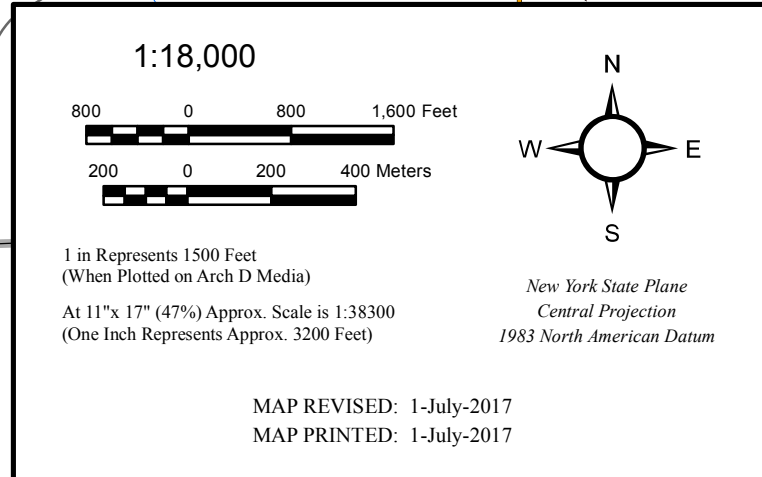 1:18,000
800 0 800 1,600 Feet
200 0 200 400 Meters
1 in Represents 1500 Feet
(When Plotted on Arch D Media)
At 11"x 17" (47%) Approx. Scale is 1:38300
(One Inch Represents Approx. 3200 Feet)
N
W E
S
New York State Plane
Central Projection
1983 North American Datum
MAP REVISED: 1-July-2017
MAP PRINTED: 1-July-2017